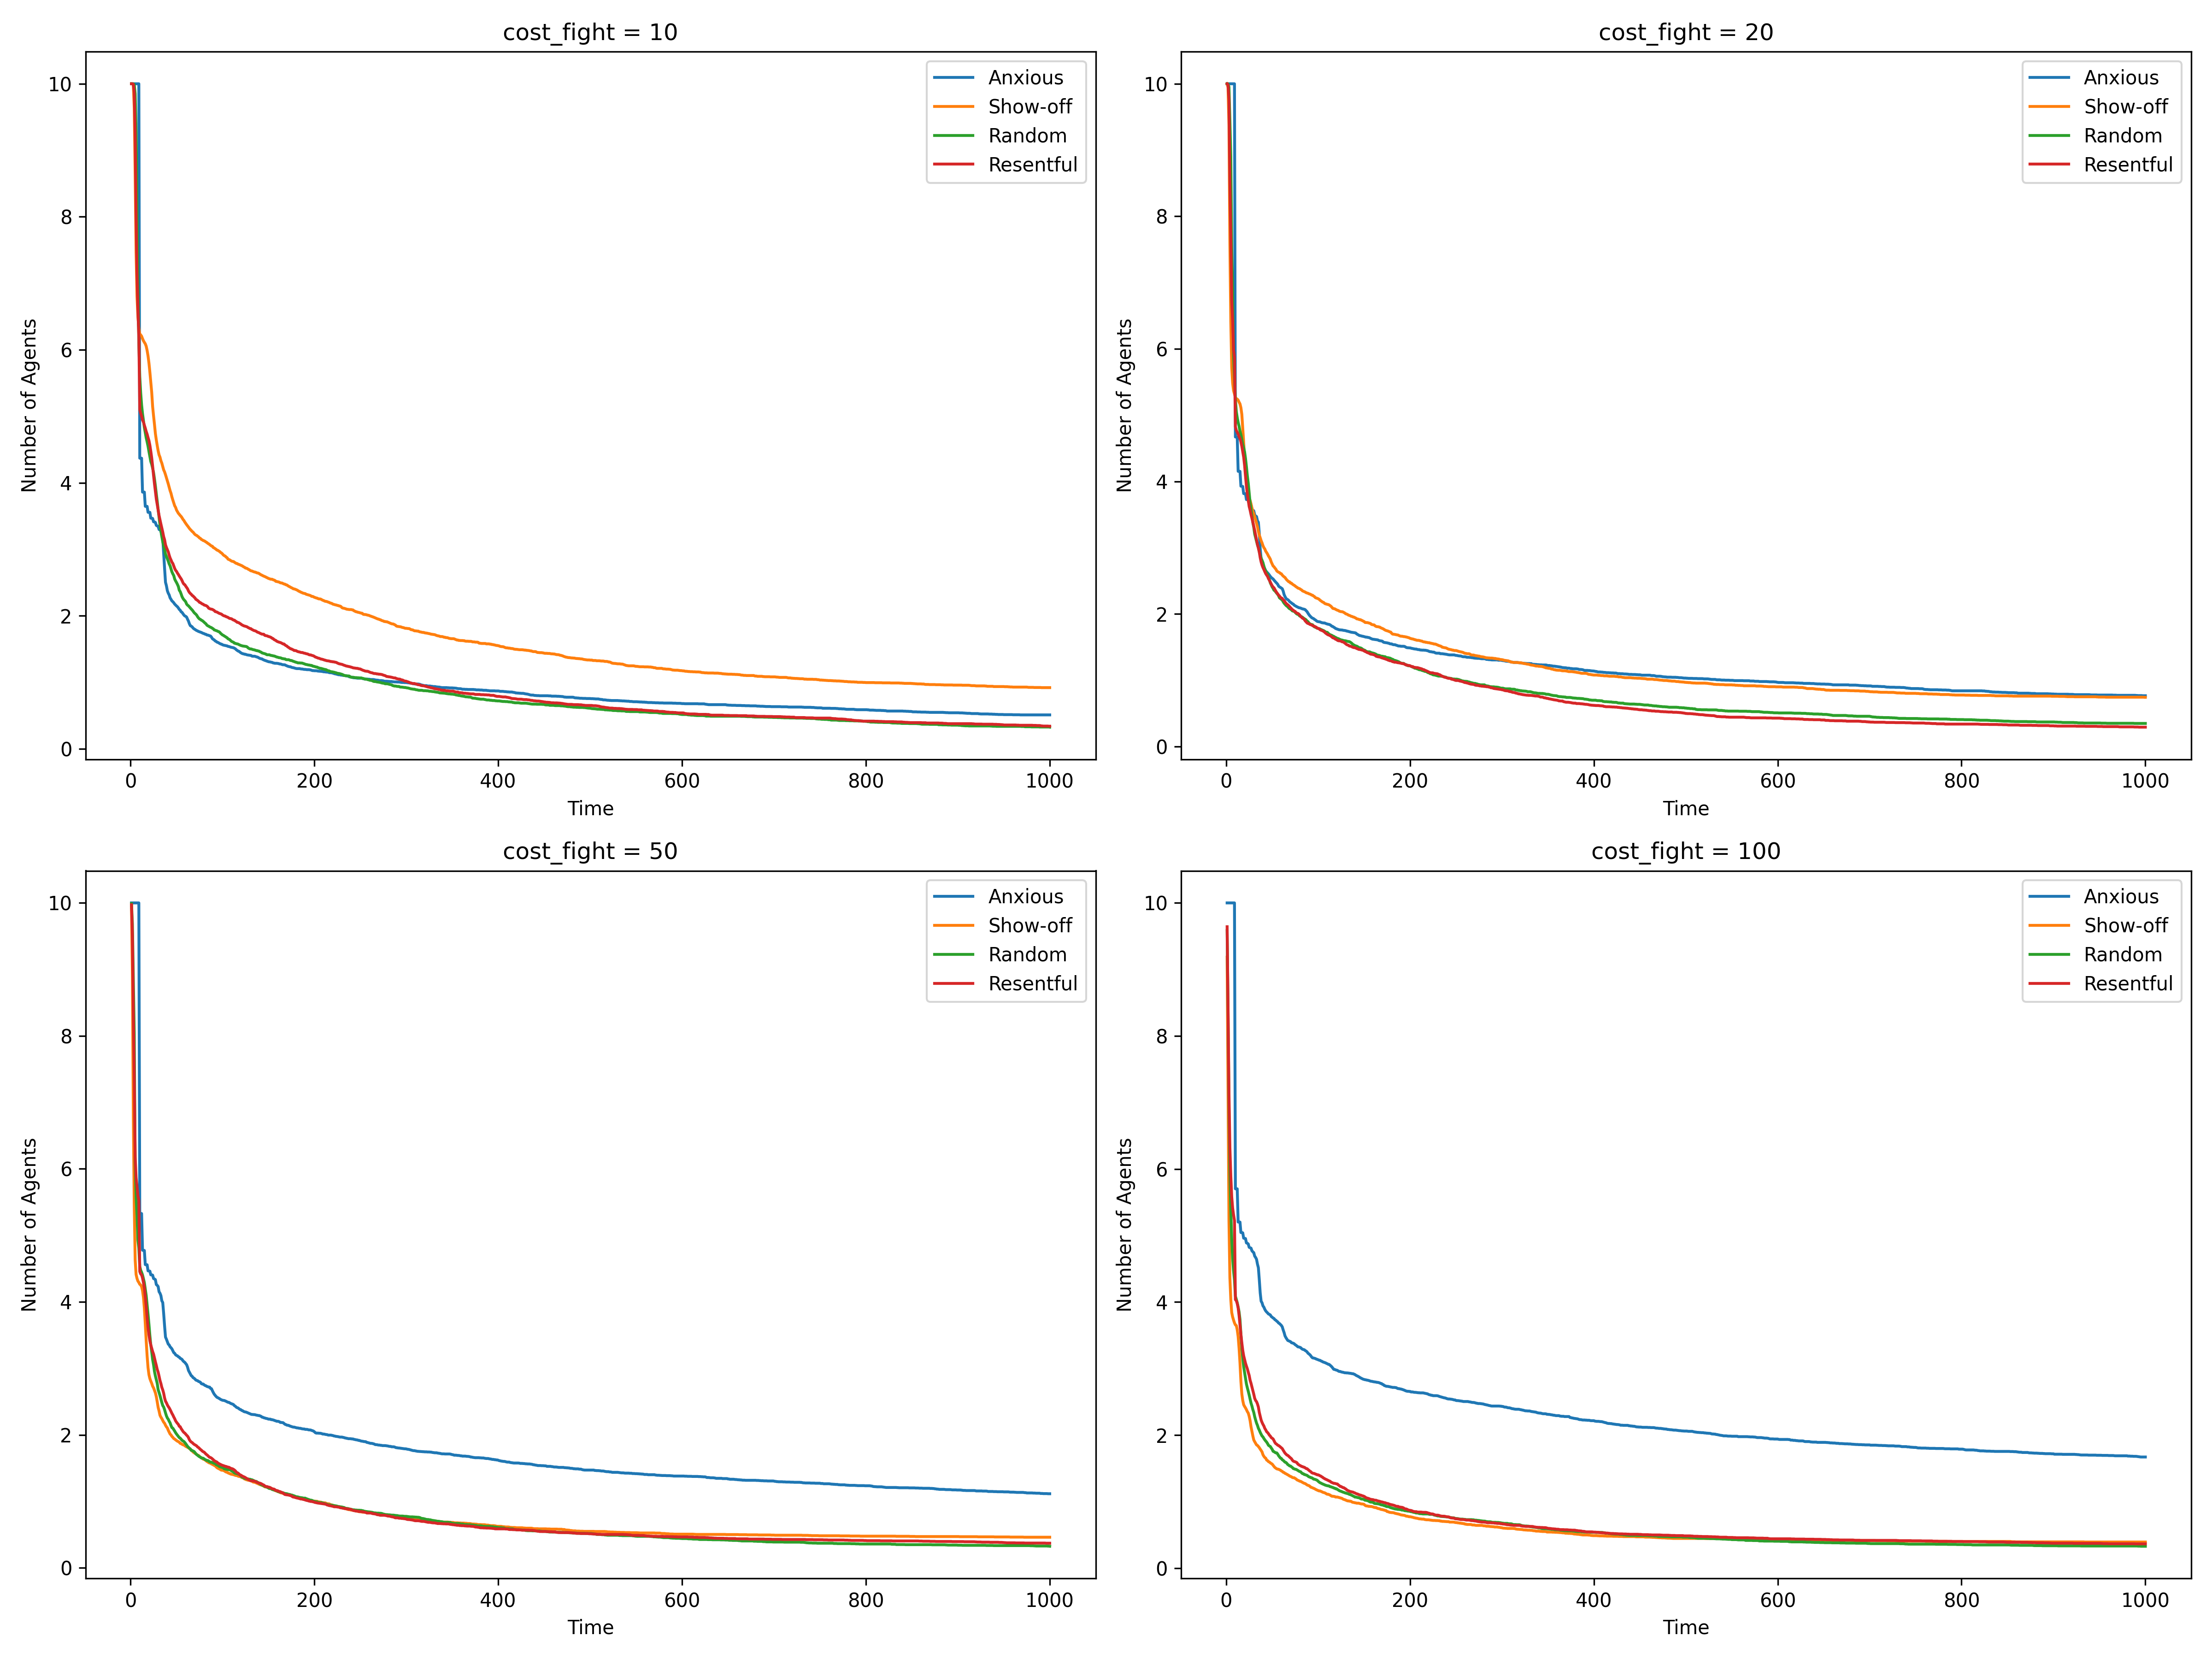 cost_fight = 10
Number of Agents
10
8
6
4
2
0
Anxious
Show-off
Random
Resentful
0 200 400 600 800 1000
Time
cost_fight = 20
Number of Agents
10
8
6
4
2
0
Anxious
Show-off
Random
Resentful
0 200 400 600 800 1000
Time
cost_fight = 50
Number of Agents
10
8
6
4
2
0
Anxious
Show-off
Random
Resentful
0 200 400 600 800 1000
Time
cost_fight = 100
Number of Agents
10
8
6
4
2
0
Anxious
Show-off
Random
Resentful
0 200 400 600 800 1000
Time